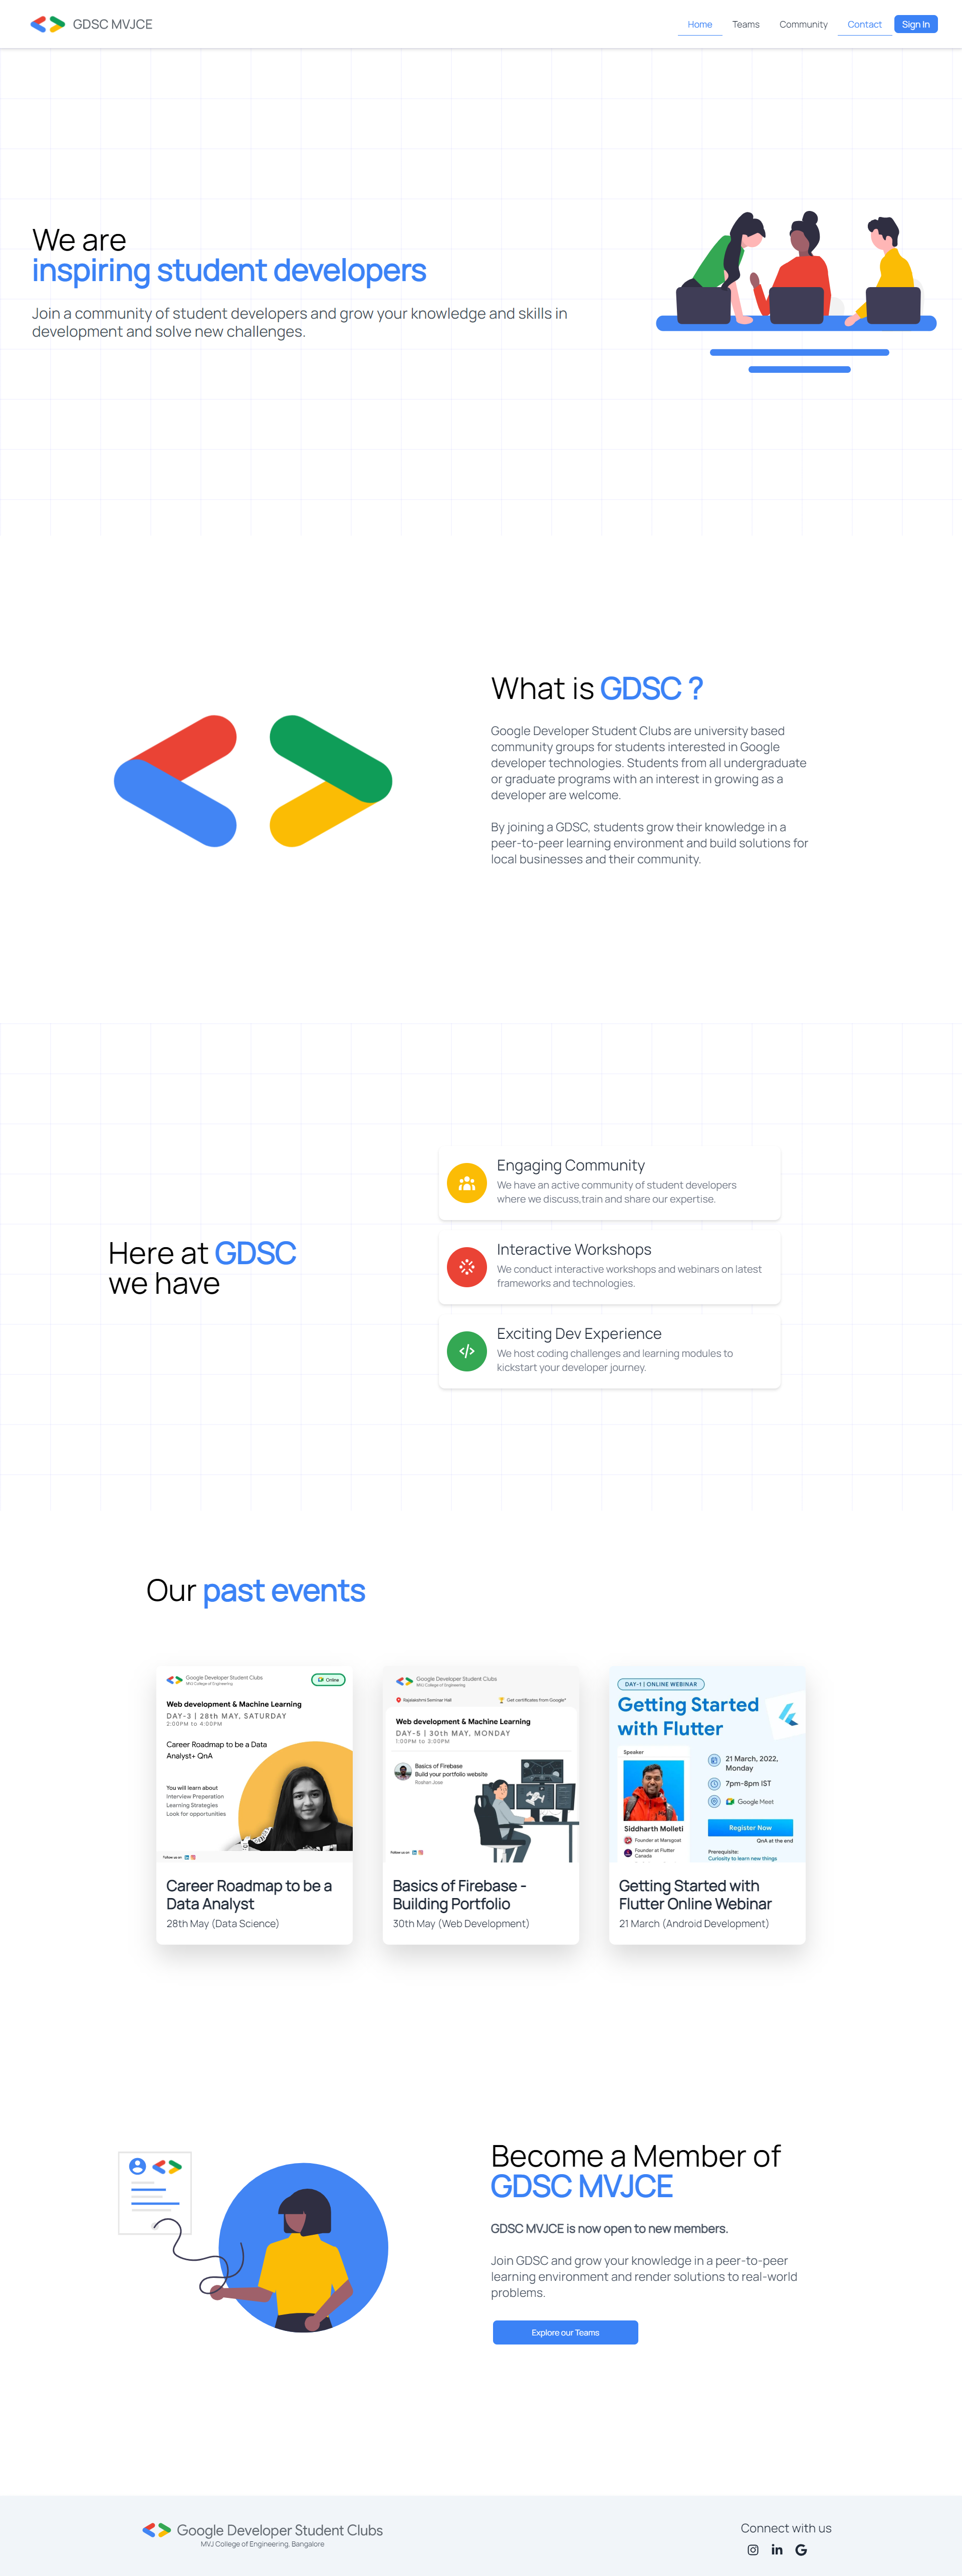 GDSC MVJCE
Home
Teams
Community
Contact
Sign In
We are
inspiring student developers
Join a community of student developers and grow your knowledge and skills in
development and solve new challenges.
What is GDSC ?
Google Developer Student Clubs are university based
community groups for students interested in Google
developer technologies. Students from all undergraduate
or graduate programs with an interest in growing as a
developer are welcome.
By joining a GDSC, students grow their knowledge in a
peer-to-peer learning environment and build solutions for
local businesses and their community.
Here at GDSC
we have
Engaging Community
We have an active community of student developers
where we discuss,train and share our expertise.
Interactive Workshops
We conduct interactive workshops and webinars on latest
frameworks and technologies.
Exciting Dev Experience
We host coding challenges and learning modules to
kickstart your developer journey.
Our past events
Google Developer Student Clubs
MVJ College of Engineering
Online
Web development & Machine Learning
DAY-3 | 28th MAY, SATURDAY
2:00PM to 4:00PM
Career Roadmap to be a Data
Analyst+ QnA
You will learn about
Interview Preparation
Learning Strategies
Look for opportunities
Follow us on
Career Roadmap to be a
Data Analyst
28th May (Data Science)
Google Developer Student Clubs
MVJ College of Engineering
Rajalakshmi Seminar Hall
Get certificates from Google*
Web development & Machine Learning
DAY-5 | 30th MAY, MONDAY
1:00PM to 3:00PM
Basics of Firebase
Build your portfolio website
Roshan Jose
Follow us on
Basics of Firebase -
Building Portfolio
30th May (Web Development)
DAY-1 | ONLINE WEBINAR
Getting Started
with Flutter
Speaker
21 March, 2022,
Monday
7pm-8pm IST
Google Meet
Siddharth Molleti
Founder at Mersgoat
Founder at Flutter
Canada
Register Now
QnA at the end
Prerequisite:
Curiosity to learn new things
Getting Started with
Flutter Online Webinar
21 March (Android Development)
Become a Member of
GDSC MVJCE
GDSC MVJCE is now open to new members.
Join GDSC and grow your knowledge in a peer-to-peer
learning environment and render solutions to real-world
problems.
Explore our Teams
Google Developer Student Clubs
MVJ College of Engineering, Bangalore
Connect with us